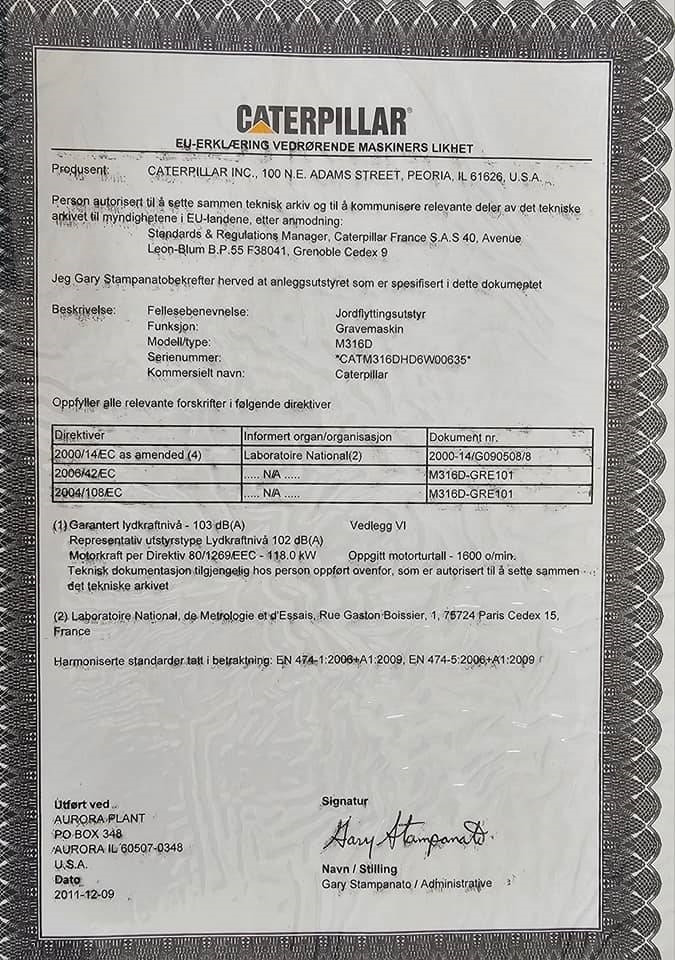 CATERPILLAR®
EU-ERKLÆRING VEDRØRENDE MASKINERS LIKHET
Produsent: CATERPILLAR INC., 100 N.E. ADAMS STREET, PEORIA, IL 61626, U.S.A.
Person autorisert til å sette sammen teknisk arkiv og til å kommunisere relevante deler av det tekniske
arkivet til myndighetene i EU-landene, etter anmodning:
Standards & Regulations Manager, Caterpillar France S.A.S 40, Avenue
Leon-Blum B.P.55 F38041, Grenoble Cedex 9
Jeg Gary Stampanatobekrefter herved at anleggsutstyret som er spesifisert i dette dokumentet
Beskrivelse: Fellesebenevnelse: Jordflyttingsutstyr
Funksjon: Gravemaskin
Modell/type: M316D
Serienummer: *CATM316DHD6W00635*
Kommersielt navn: Caterpillar
Oppfyller alle relevante forskrifter i følgende direktiver
Direktiver Informert organ/organisasjon Dokument nr.
2000/14/EC as amended (4) Laboratoire National(2) 2000-14/G090508/8
2006/42/EC ..... N/A ..... M316D-GRE101
2004/108/EC ..... N/A ..... M316D-GRE101
(1) Garantert lydkraftnivå - 103 dB(A) Vedlegg VI
Representativ utstyrstype Lydkraftnivå 102 dB(A)
Motorkraft per Direktiv 80/1269/EEC - 118.0 kW Oppgitt motorturtall - 1600 o/min.
Teknisk dokumentasjon tilgjengelig hos person oppført ovenfor, som er autorisert til å sette sammen
det tekniske arkivet
(2) Laboratoire National, de Metrologie et d'Essais, Rue Gaston Boissier, 1, 75724 Paris Cedex 15,
France
Harmoniserte standarder tatt i betraktning: EN 474-1:2006+A1:2009, EN 474-5:2006+A1:2009
Utført ved
AURORA PLANT
PO BOX 348
AURORA IL 60507-0348
U.S.A.
Dato
2011-12-09
Signatur
Gary Stampanato
Navn / Stilling
Gary Stampanato / Administrative